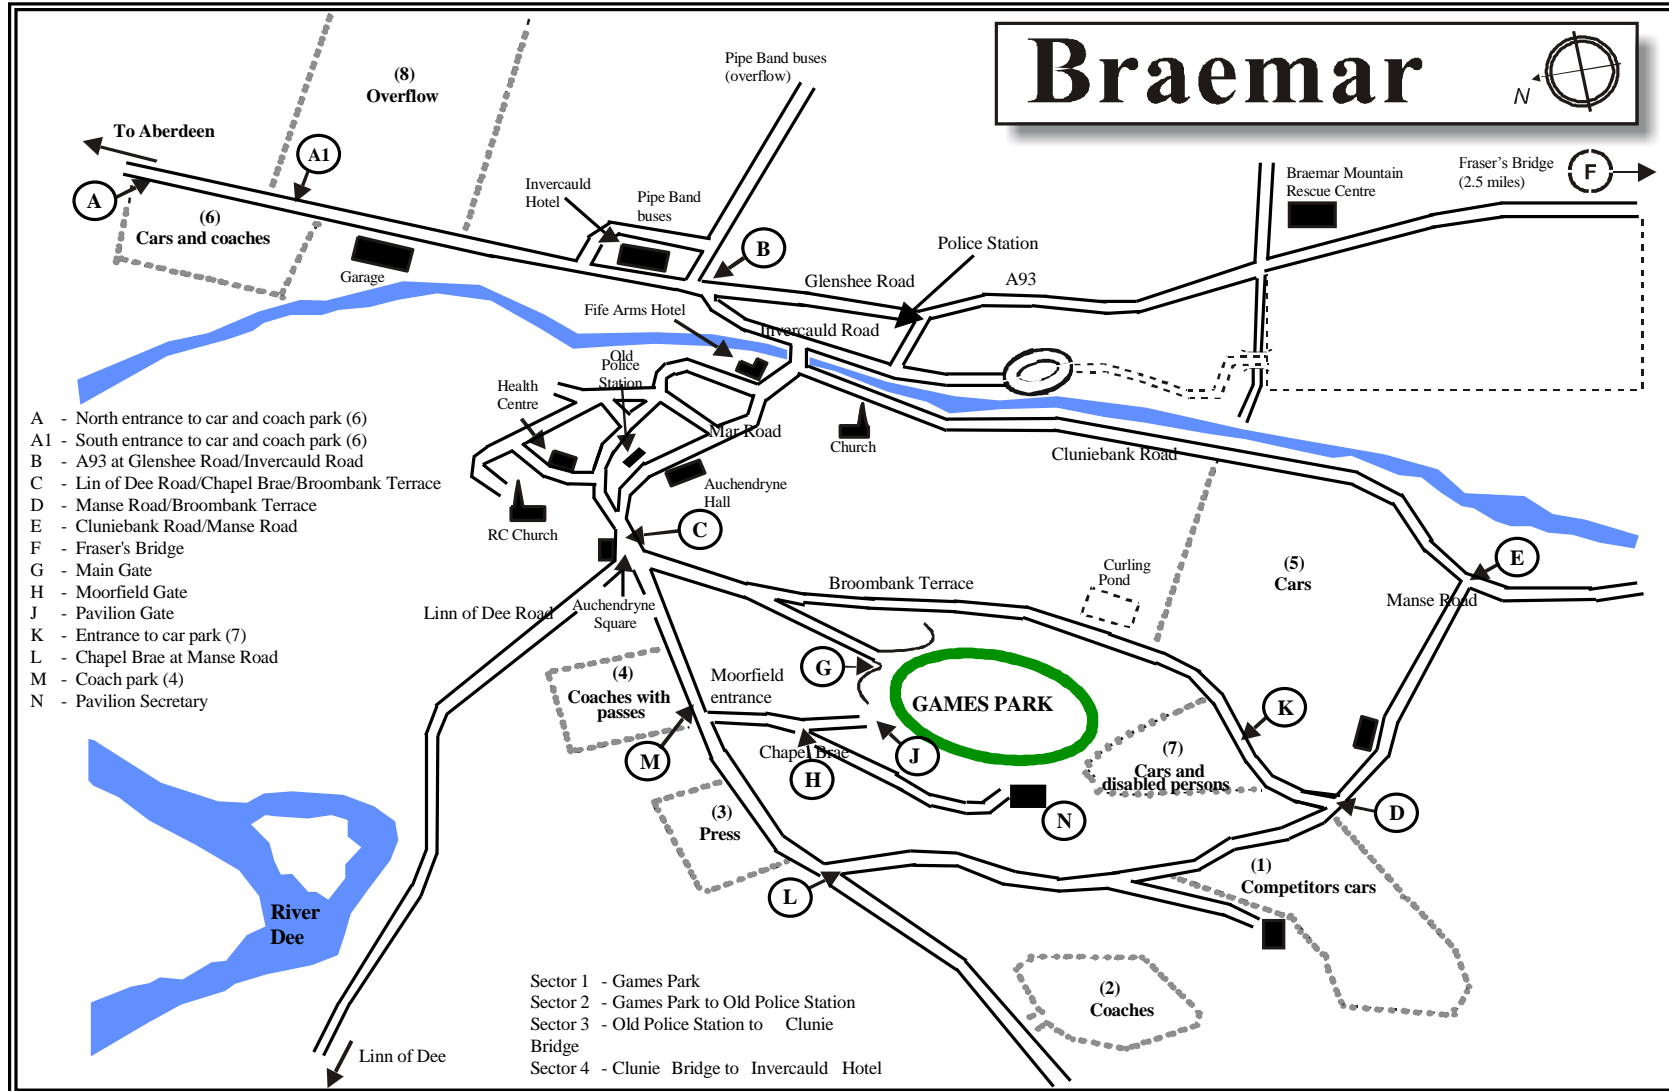 Braemar
N
(8)
Overflow
Pipe Band buses
(overflow)
To Aberdeen
A1
A
(6)
Cars and coaches
Invercauld
Hotel
Pipe Band
buses
Garage
B
Police Station
Glenshee Road
A93
Braemar Mountain
Rescue Centre
Fraser's Bridge
(2.5 miles)
F
Fife Arms Hotel
Invercauld Road
Old
Police
Station
Health
Centre
Mar Road
Church
Cluniebank Road
Auchendryne
Hall
RC Church
C
A - North entrance to car and coach park (6)
A1 - South entrance to car and coach park (6)
B - A93 at Glenshee Road/Invercauld Road
C - Lin of Dee Road/Chapel Brae/Broombank Terrace
D - Manse Road/Broombank Terrace
E - Cluniebank Road/Manse Road
F - Fraser's Bridge
G - Main Gate
H - Moorfield Gate
J - Pavilion Gate
K - Entrance to car park (7)
L - Chapel Brae at Manse Road
M - Coach park (4)
N - Pavilion Secretary
E
(5)
Cars
Curling
Pond
Broombank Terrace
Manse Road
Linn of Dee Road
Auchendryne
Square
(4)
Coaches with
passes
Moorfield
entrance
G
GAMES PARK
K
J
Chapel Brae
M
H
(7)
Cars and
disabled persons
N
D
(3)
Press
L
(1)
Competitors cars
River
Dee
(2)
Coaches
Linn of Dee
Sector 1 - Games Park
Sector 2 - Games Park to Old Police Station
Sector 3 - Old Police Station to Clunie
Bridge
Sector 4 - Clunie Bridge to Invercauld Hotel